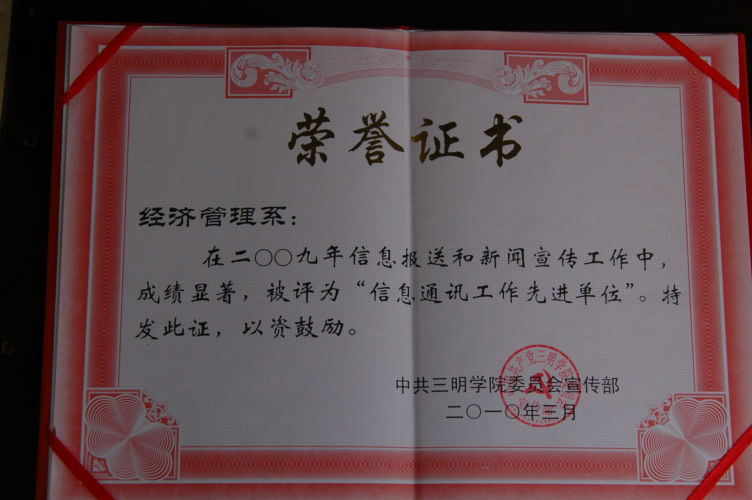 荣誉证书
经济管理系：
在二〇〇九年信息报送和新闻宣传工作中，
成绩显著，被评为“信息通讯工作先进单位”。特
发此证，以资鼓励。
中共三明学院委员会宣传部
二〇一〇年三月